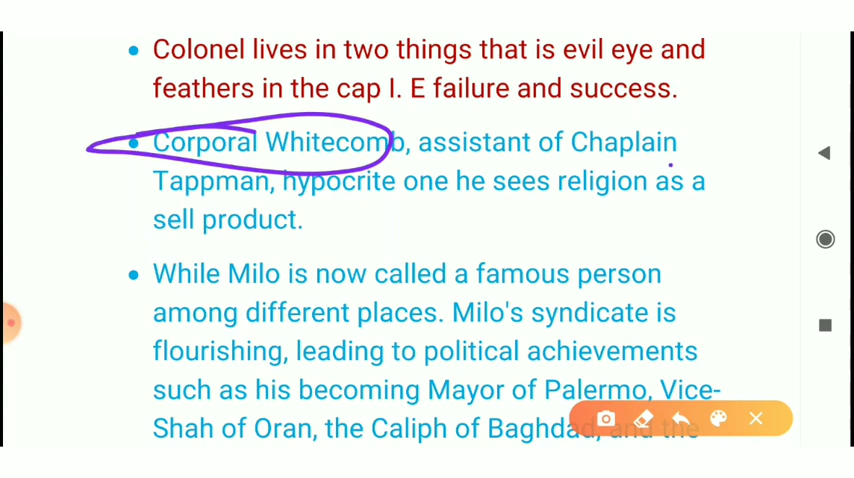 Colonel lives in two things that is evil eye and
feathers in the cap I. E failure and success.
Corporal Whitecomb, assistant of Chaplain
Tappman, hypocrite one he sees religion as a
sell product.
While Milo is now called a famous person
among different places. Milo's syndicate is
flourishing, leading to political achievements
such as his becoming Mayor of Palermo, Vice-
Shah of Oran, the Caliph of Baghdad, and the